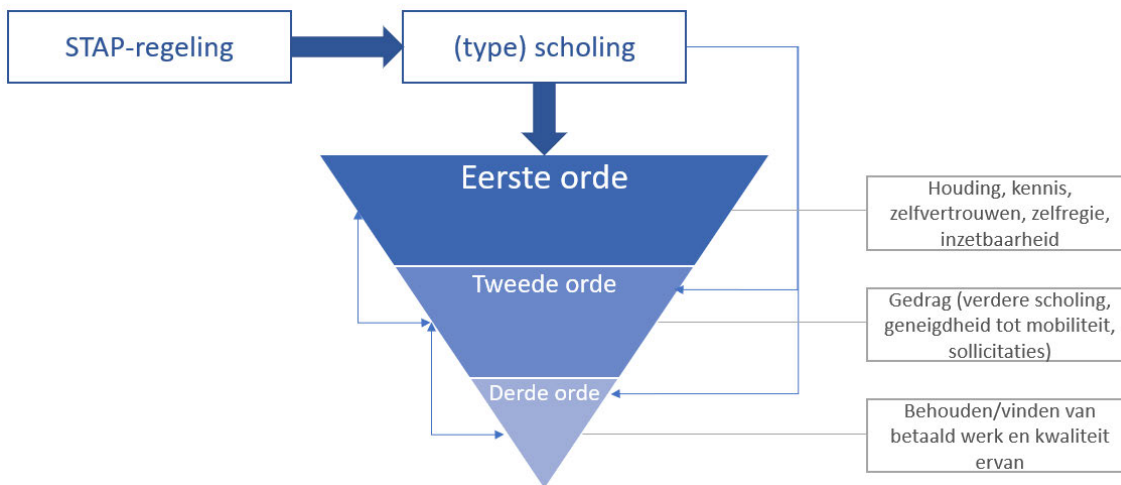 STAP-regeling
(type) scholing
Eerste orde
Houding, kennis,
zelfvertrouwen, zelfregie,
inzetbaarheid
Tweede orde
Gedrag (verdere scholing,
geneigdheid tot mobiliteit,
sollicitaties)
Derde orde
Behouden/vinden van
betaald werk en kwaliteit
ervan